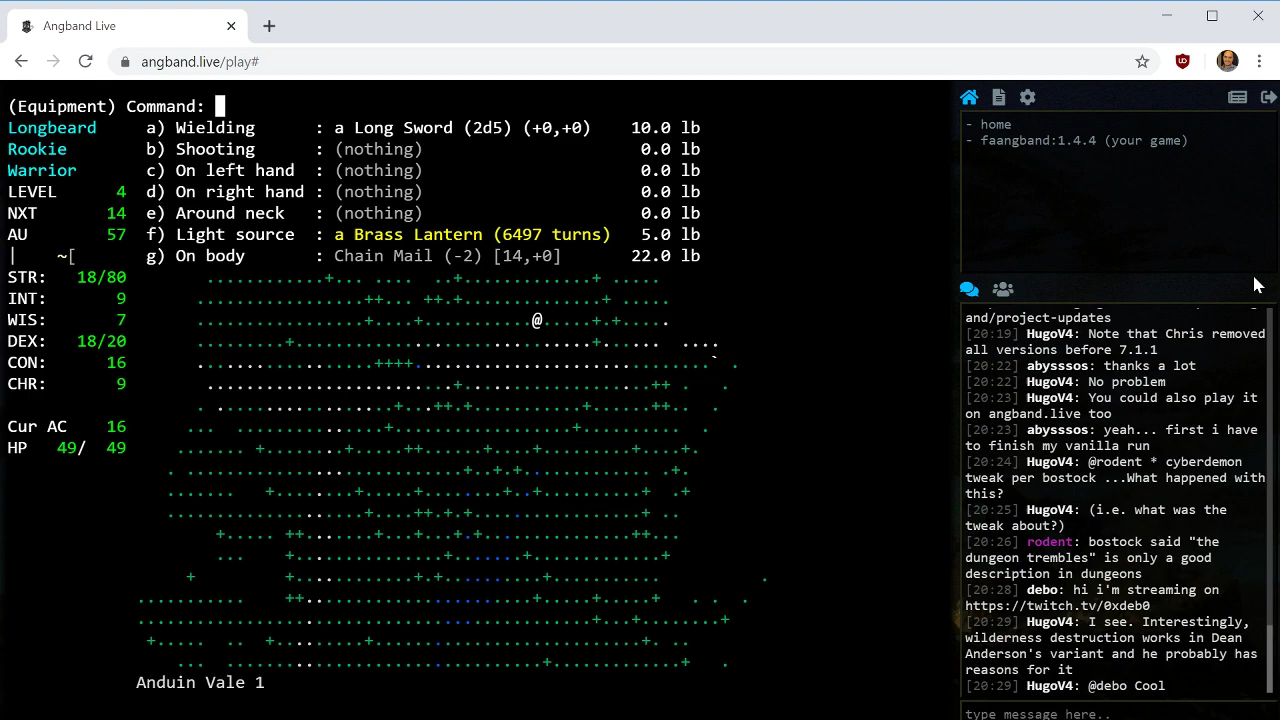 Angband Live
angband.live/play#
(Equipment) Command:
Longbeard a) Wielding : a Long Sword (2d5) (+0,+0) 10.0 lb
Rookie b) Shooting : (nothing) 0.0 lb
Warrior c) On left hand : (nothing) 0.0 lb
LEVEL 4 d) On right hand : (nothing) 0.0 lb
NXT 14 e) Around neck : (nothing) 0.0 lb
AU 57 f) Light source : a Brass Lantern (6497 turns) 5.0 lb
| ~[ g) On body : Chain Mail (-2) [14,+0] 22.0 lb
STR: 18/80
INT: 9
WIS: 7
DEX: 18/20
CON: 16
CHR: 9
Cur AC 16
HP 49/ 49
@
Anduin Vale 1
- home
- faangband:1.4.4 (your game)
and/project-updates
[20:19] HugoV4: Note that Chris removed
all versions before 7.1.1
[20:22] abysssos: thanks a lot
[20:22] HugoV4: No problem
[20:23] HugoV4: You could also play it
on angband.live too
[20:23] abyssos: yeah... first i have
to finish my vanilla run
[20:24] HugoV4: @rodent * cyberdemon
tweak per bostock ...What happened with
this?
[20:25] HugoV4: (i.e. what was the
tweak about?)
[20:26] rodent: bostock said "the
dungeon trembles" is only a good
description in dungeons
[20:28] debo: hi i'm streaming on
https://twitch.tv/0xdeb0
[20:29] HugoV4: I see. Interestingly,
wilderness destruction works in Dean
Anderson's variant and he probably has
reasons for it
[20:29] HugoV4: @debo Cool
type message here..